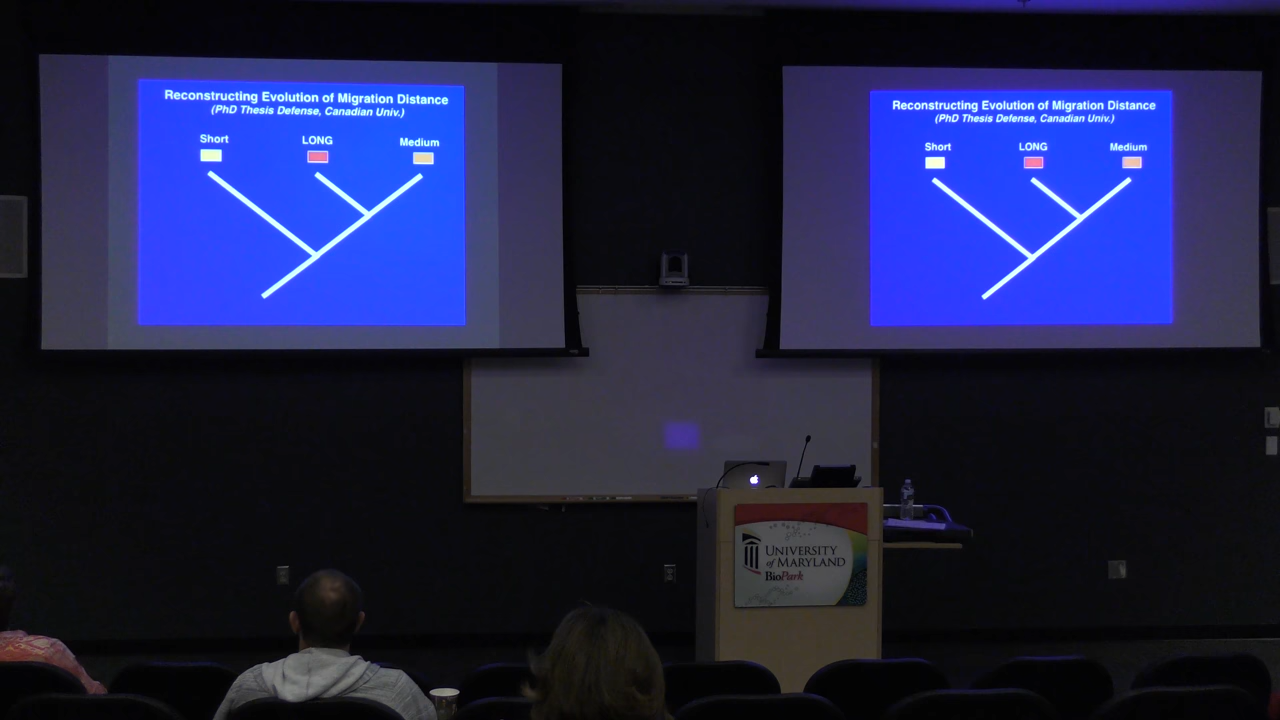 Reconstructing Evolution of Migration Distance
(PhD Thesis Defense, Canadian Univ.)
Short LONG Medium
Reconstructing Evolution of Migration Distance
(PhD Thesis Defense, Canadian Univ.)
Short LONG Medium
UNIVERSITY
of MARYLAND
BioPark